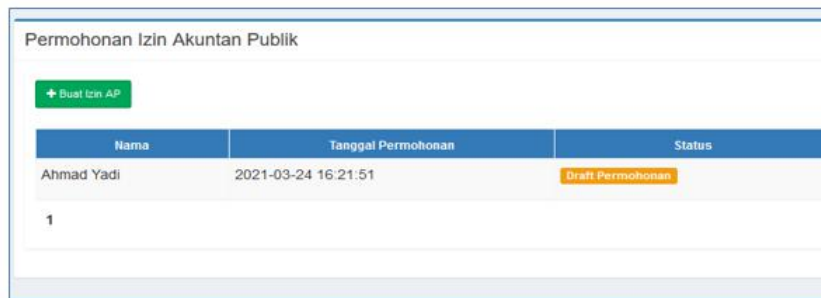 Permohonan Izin Akuntan Publik
+ Buat Izin AP
Nama Tanggal Permohonan Status
Ahmad Yadi 2021-03-24 16:21:51 Draft Permohonan
1